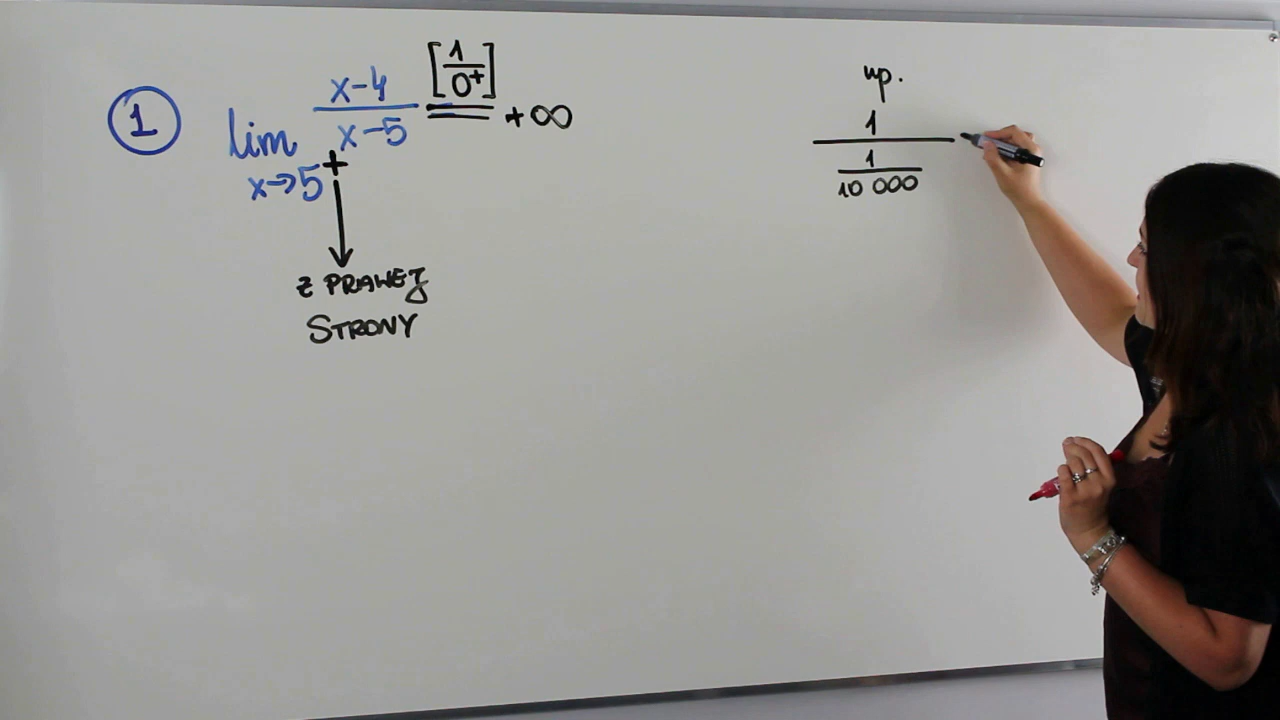 ① lim x→5⁺ (x-4)/(x-5) [1/0⁺] = +∞
z PRAWEJ
STRONY
np.
1
1
10 000